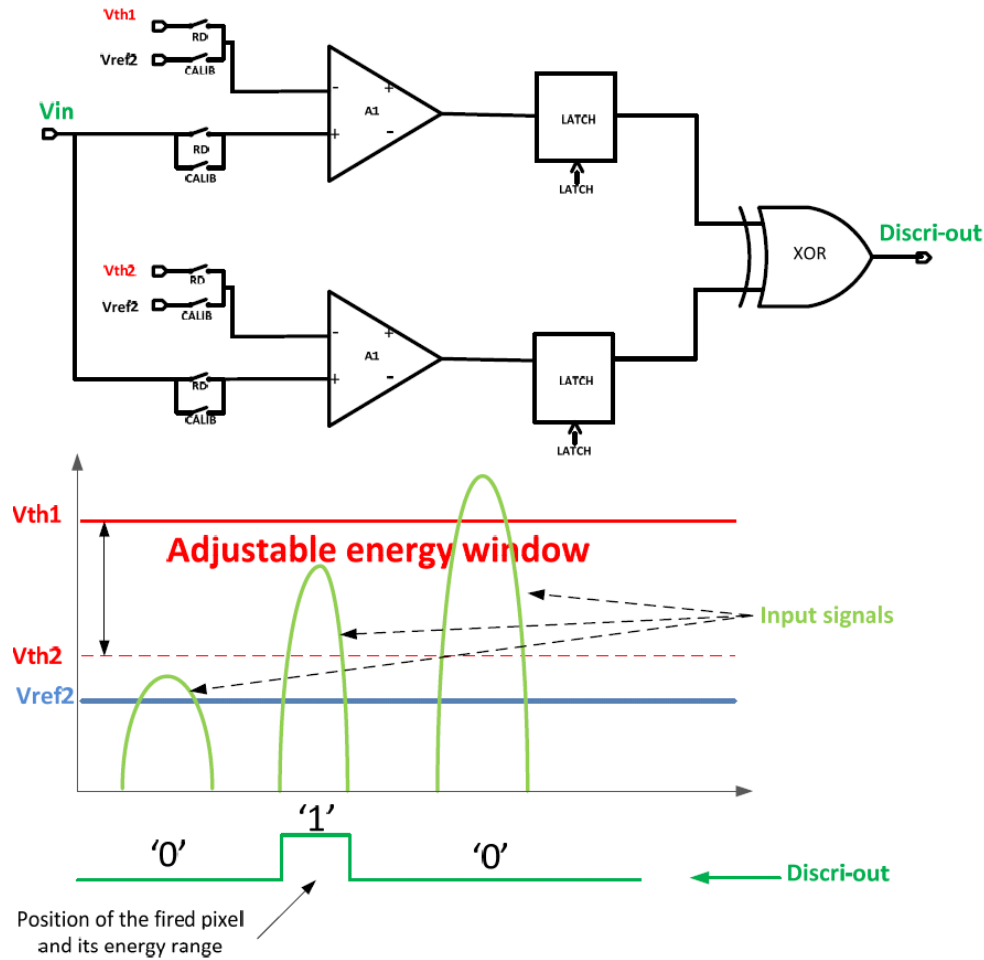 Vth1
RD
Vref2
CALIB
Vin
RD
CALIB
-
+
A1
+
-
LATCH
LATCH
XOR
Discri-out
Vth2
RD
Vref2
CALIB
RD
CALIB
-
+
A1
+
-
LATCH
LATCH
Vth1
Adjustable energy window
Input signals
Vth2
Vref2
'0'
'1'
'0'
Discri-out
Position of the fired pixel
and its energy range